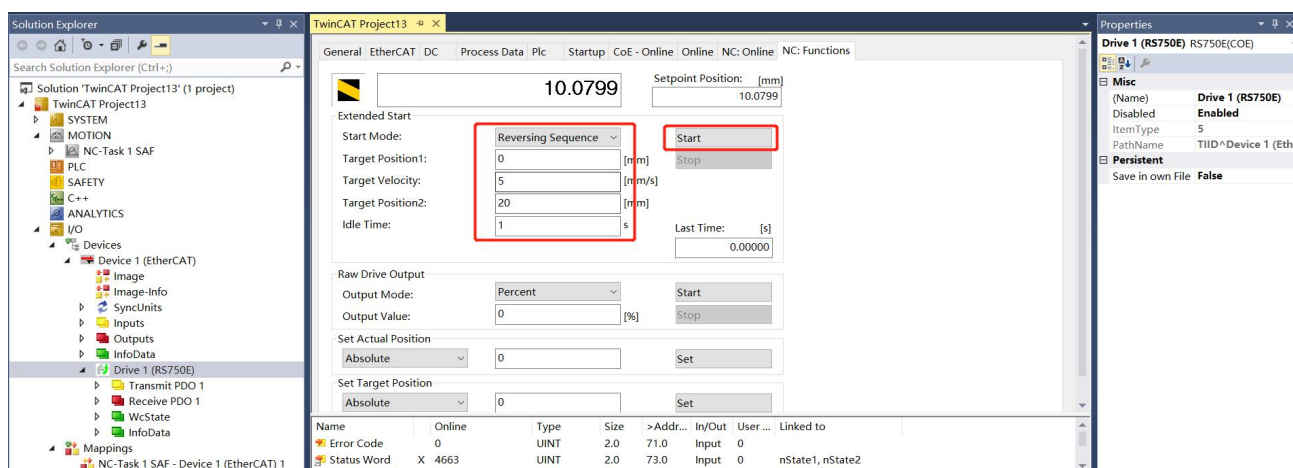 Solution Explorer
Search Solution Explorer (Ctrl+;)
Solution 'TwinCAT Project13' (1 project)
TwinCAT Project13
SYSTEM
MOTION
NC-Task 1 SAF
PLC
SAFETY
C++
ANALYTICS
I/O
Devices
Device 1 (EtherCAT)
Image
Image-Info
SyncUnits
Inputs
Outputs
InfoData
Drive 1 (RS750E)
Transmit PDO 1
Receive PDO 1
WcState
InfoData
Mappings
NC-Task 1 SAF - Device 1 (EtherCAT) 1
TwinCAT Project13
General EtherCAT DC Process Data Plc Startup CoE - Online Online NC: Online NC: Functions
10.0799
Setpoint Position: [mm]
10.0799
Extended Start
Start Mode: Reversing Sequence Start
Target Position1: 0 [mm] Stop
Target Velocity: 5 [mm/s]
Target Position2: 20 [mm]
Idle Time: 1 s Last Time: [s]
0.00000
Raw Drive Output
Output Mode: Percent Start
Output Value: 0 [%] Stop
Set Actual Position
Absolute 0 Set
Set Target Position
Absolute 0 Set
Name Online Type Size >Addr... In/Out User ... Linked to
Error Code 0 UINT 2.0 71.0 Input 0
Status Word X 4663 UINT 2.0 73.0 Input 0 nState1, nState2
Properties
Drive 1 (RS750E) RS750E(COE)
Misc
(Name) Drive 1 (RS750E)
Disabled Enabled
ItemType 5
PathName TIID^Device 1 (Eth
Persistent
Save in own File False